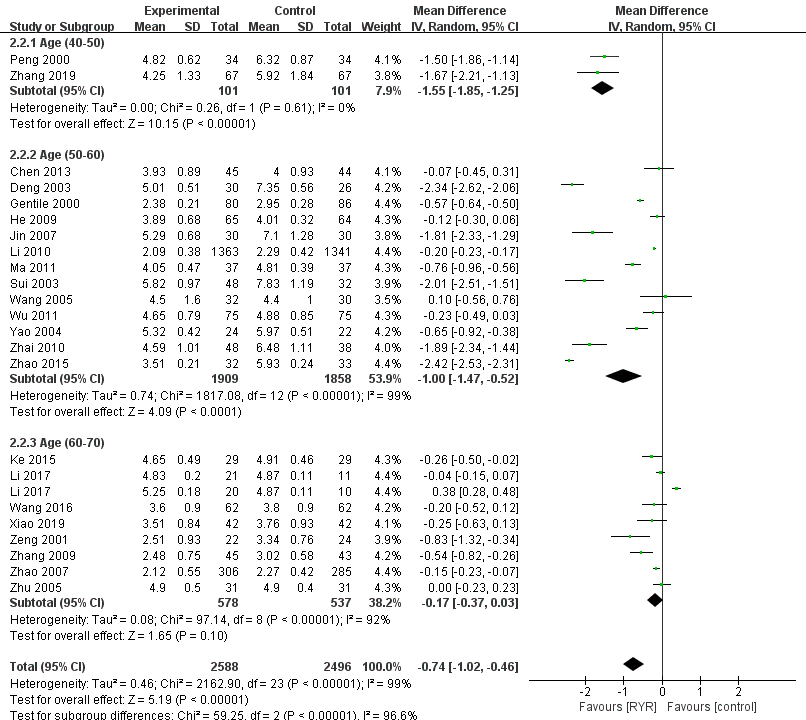 Experimental Control Mean Difference Mean Difference
Study or Subgroup Mean SD Total Mean SD Total Weight IV, Random, 95% CI IV, Random, 95% CI
2.2.1 Age (40-50)
Peng 2000 4.82 0.62 34 6.32 0.87 34 4.1% -1.50 [-1.86, -1.14]
Zhang 2019 4.25 1.33 67 5.92 1.84 67 3.8% -1.67 [-2.21, -1.13]
Subtotal (95% CI) 101 101 7.9% -1.55 [-1.85, -1.25]
Heterogeneity: Tau² = 0.00; Chi² = 0.26, df = 1 (P = 0.61); I² = 0%
Test for overall effect: Z = 10.15 (P < 0.00001)
2.2.2 Age (50-60)
Chen 2013 3.93 0.89 45 4 0.93 44 4.1% -0.07 [-0.45, 0.31]
Deng 2003 5.01 0.51 30 7.35 0.56 26 4.2% -2.34 [-2.62, -2.06]
Gentile 2000 2.38 0.21 80 2.95 0.28 86 4.2% -0.57 [-0.64, -0.50]
He 2009 3.89 0.68 65 4.01 0.32 64 4.2% -0.12 [-0.30, 0.06]
Jin 2007 5.29 0.68 30 7.1 1.28 30 3.8% -1.81 [-2.33, -1.29]
Li 2010 2.09 0.38 1363 2.29 0.42 1341 4.2% -0.20 [-0.23, -0.17]
Ma 2011 4.05 0.47 37 4.81 0.39 37 4.2% -0.76 [-0.96, -0.56]
Sui 2003 5.82 0.97 48 7.83 1.19 32 3.9% -2.01 [-2.51, -1.51]
Wang 2005 4.5 1.6 32 4.4 1 30 3.6% 0.10 [-0.56, 0.76]
Wu 2011 4.65 0.79 75 4.88 0.85 75 4.2% -0.23 [-0.49, 0.03]
Yao 2004 5.32 0.42 24 5.97 0.51 22 4.2% -0.65 [-0.92, -0.38]
Zhai 2010 4.59 1.01 48 6.48 1.11 38 4.0% -1.89 [-2.34, -1.44]
Zhao 2015 3.51 0.21 32 5.93 0.24 33 4.2% -2.42 [-2.53, -2.31]
Subtotal (95% CI) 1909 1858 53.9% -1.00 [-1.47, -0.52]
Heterogeneity: Tau² = 0.74; Chi² = 1817.08, df = 12 (P < 0.00001); I² = 99%
Test for overall effect: Z = 4.09 (P < 0.0001)
2.2.3 Age (60-70)
Ke 2015 4.65 0.49 29 4.91 0.46 29 4.2% -0.26 [-0.50, -0.02]
Li 2017 4.83 0.2 21 4.87 0.11 11 4.2% -0.04 [-0.15, 0.07]
Li 2017 5.25 0.18 20 4.87 0.11 10 4.2% 0.38 [0.28, 0.48]
Wang 2016 3.6 0.9 62 3.8 0.9 62 4.2% -0.20 [-0.52, 0.12]
Xiao 2019 3.51 0.84 42 3.76 0.93 42 4.1% -0.25 [-0.63, 0.13]
Zeng 2001 2.51 0.93 22 3.34 0.76 24 3.9% -0.83 [-1.32, -0.34]
Zhang 2009 2.48 0.75 45 3.02 0.58 43 4.2% -0.54 [-0.82, -0.26]
Zhao 2007 2.12 0.55 306 2.27 0.42 285 4.2% -0.15 [-0.23, -0.07]
Zhu 2005 4.9 0.5 31 4.9 0.4 31 4.2% 0.00 [-0.23, 0.23]
Subtotal (95% CI) 578 537 38.2% -0.17 [-0.37, 0.03]
Heterogeneity: Tau² = 0.08; Chi² = 97.14, df = 8 (P < 0.00001); I² = 92%
Test for overall effect: Z = 1.65 (P = 0.10)
Total (95% CI) 2588 2496 100.0% -0.74 [-1.02, -0.46]
Heterogeneity: Tau² = 0.46; Chi² = 2162.90, df = 23 (P < 0.00001); I² = 99%
-2 -1 0 1 2
Test for overall effect: Z = 5.19 (P < 0.00001)
Favours [RYR] Favours [control]
Test for subgroup differences: Chi² = 59.25, df = 2 (P < 0.00001), I² = 96.6%